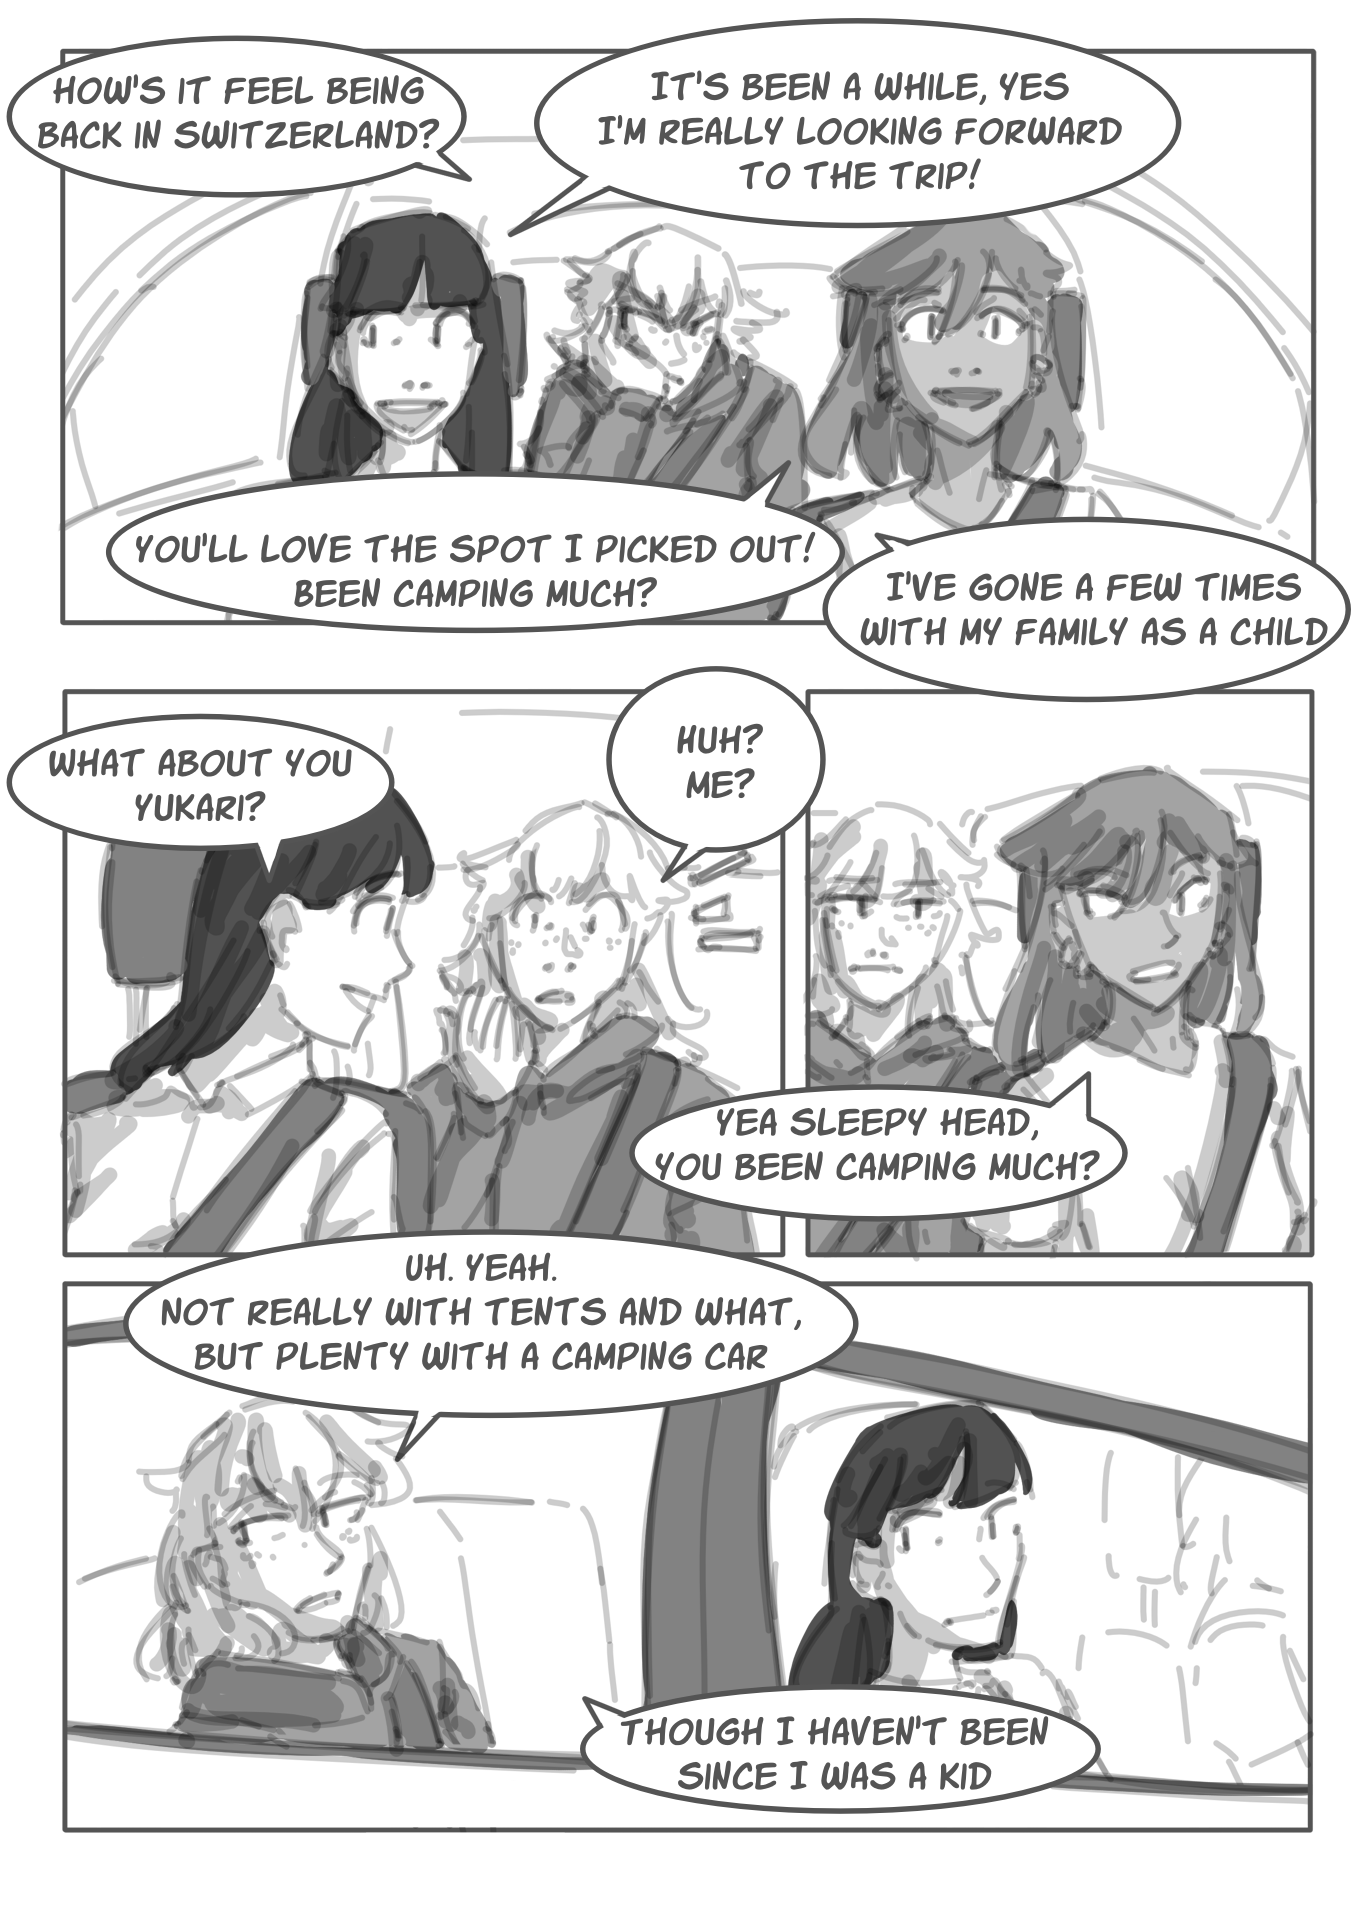 HOW'S IT FEEL BEING
BACK IN SWITZERLAND?
IT'S BEEN A WHILE, YES
I'M REALLY LOOKING FORWARD
TO THE TRIP!
YOU'LL LOVE THE SPOT I PICKED OUT!
BEEN CAMPING MUCH?
I'VE GONE A FEW TIMES
WITH MY FAMILY AS A CHILD
WHAT ABOUT YOU
YUKARI?
HUH?
ME?
YEA SLEEPY HEAD,
YOU BEEN CAMPING MUCH?
UH. YEAH.
NOT REALLY WITH TENTS AND WHAT,
BUT PLENTY WITH A CAMPING CAR
THOUGH I HAVEN'T BEEN
SINCE I WAS A KID